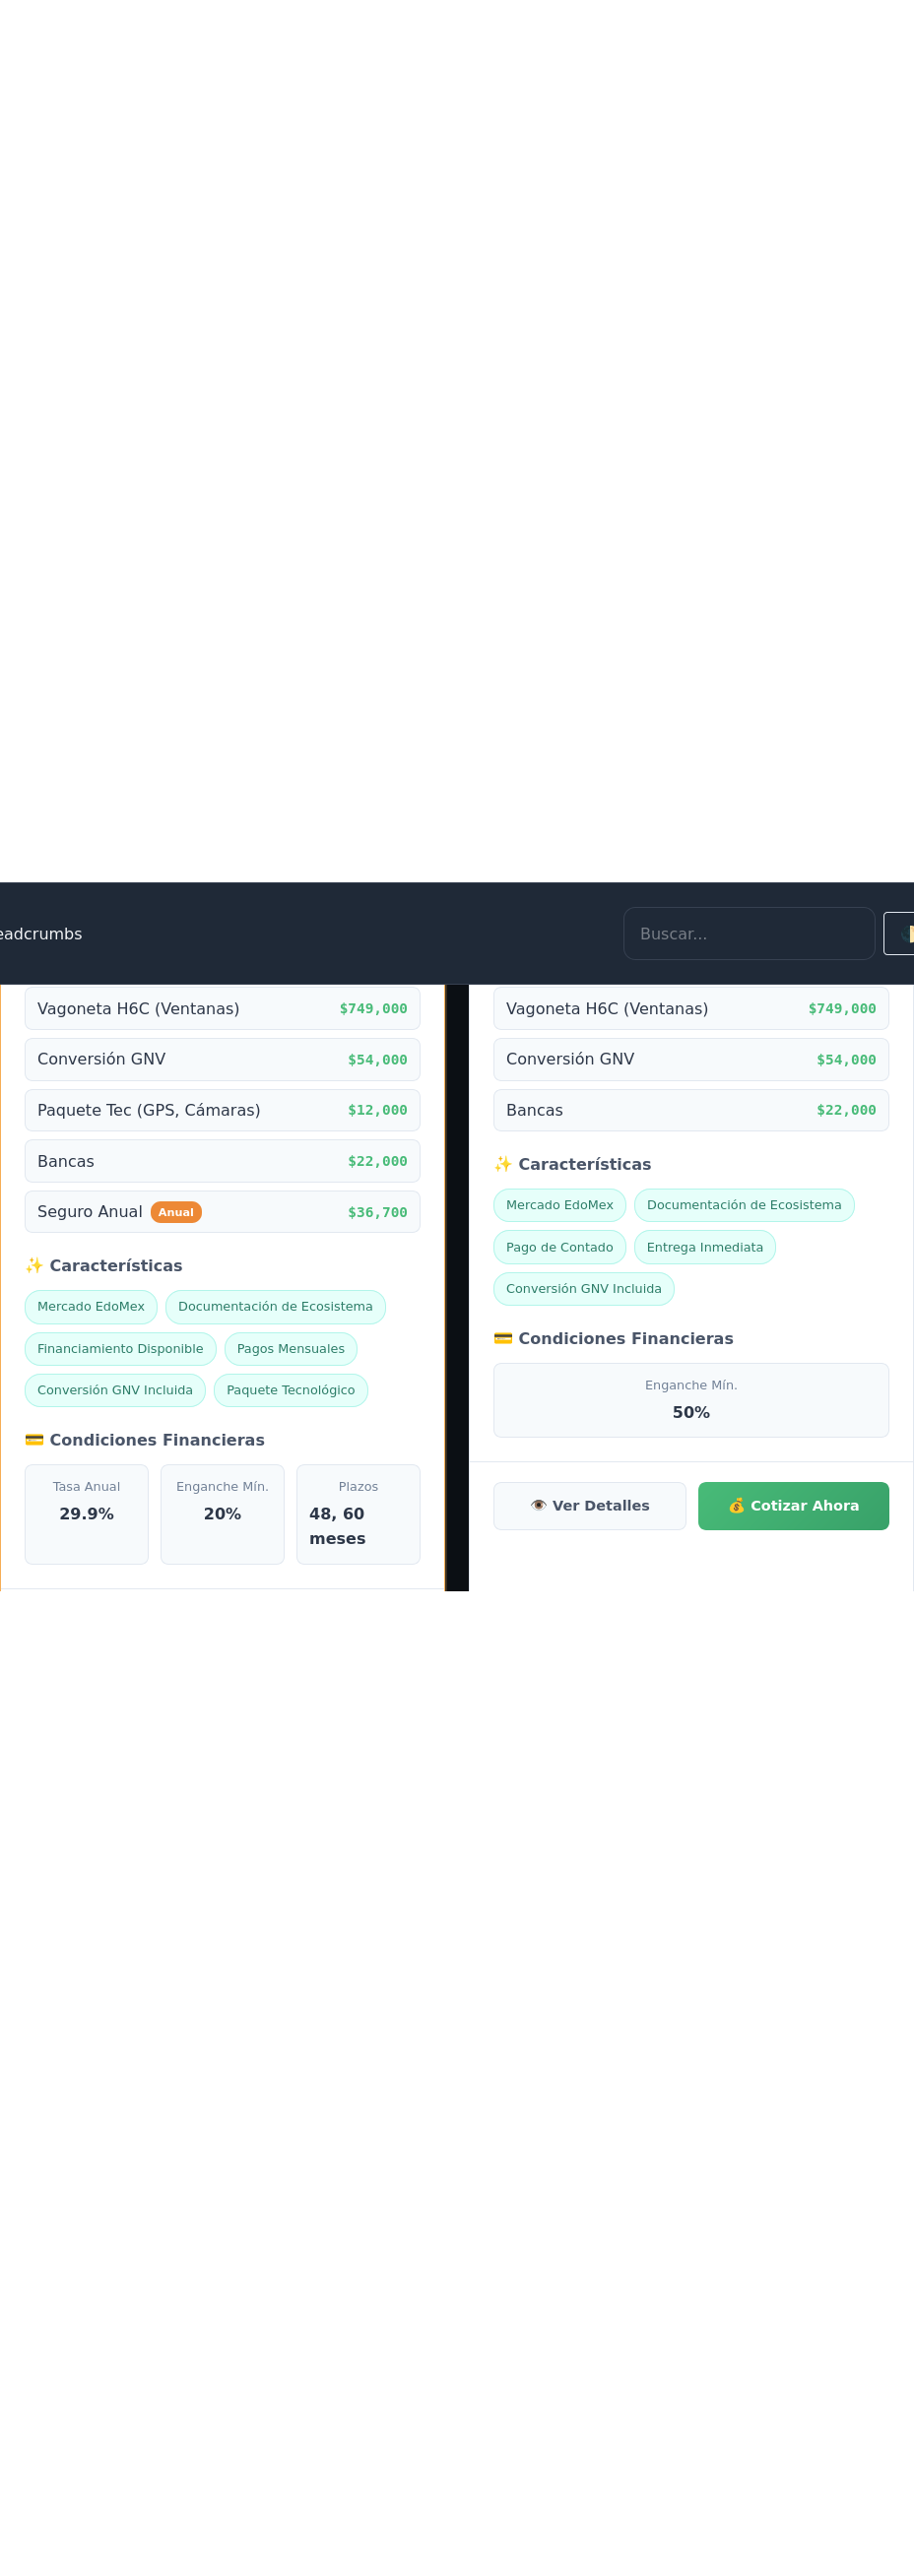 eadcrumbs
Buscar...
Vagoneta H6C (Ventanas) $749,000
Conversión GNV $54,000
Paquete Tec (GPS, Cámaras) $12,000
Bancas $22,000
Seguro Anual Anual $36,700
✨ Características
Mercado EdoMex Documentación de Ecosistema
Financiamiento Disponible Pagos Mensuales
Conversión GNV Incluida Paquete Tecnológico
💳 Condiciones Financieras
Tasa Anual
29.9%
Enganche Mín.
20%
Plazos
48, 60
meses
Vagoneta H6C (Ventanas) $749,000
Conversión GNV $54,000
Bancas $22,000
✨ Características
Mercado EdoMex Documentación de Ecosistema
Pago de Contado Entrega Inmediata
Conversión GNV Incluida
💳 Condiciones Financieras
Enganche Mín.
50%
👁️ Ver Detalles 💰 Cotizar Ahora